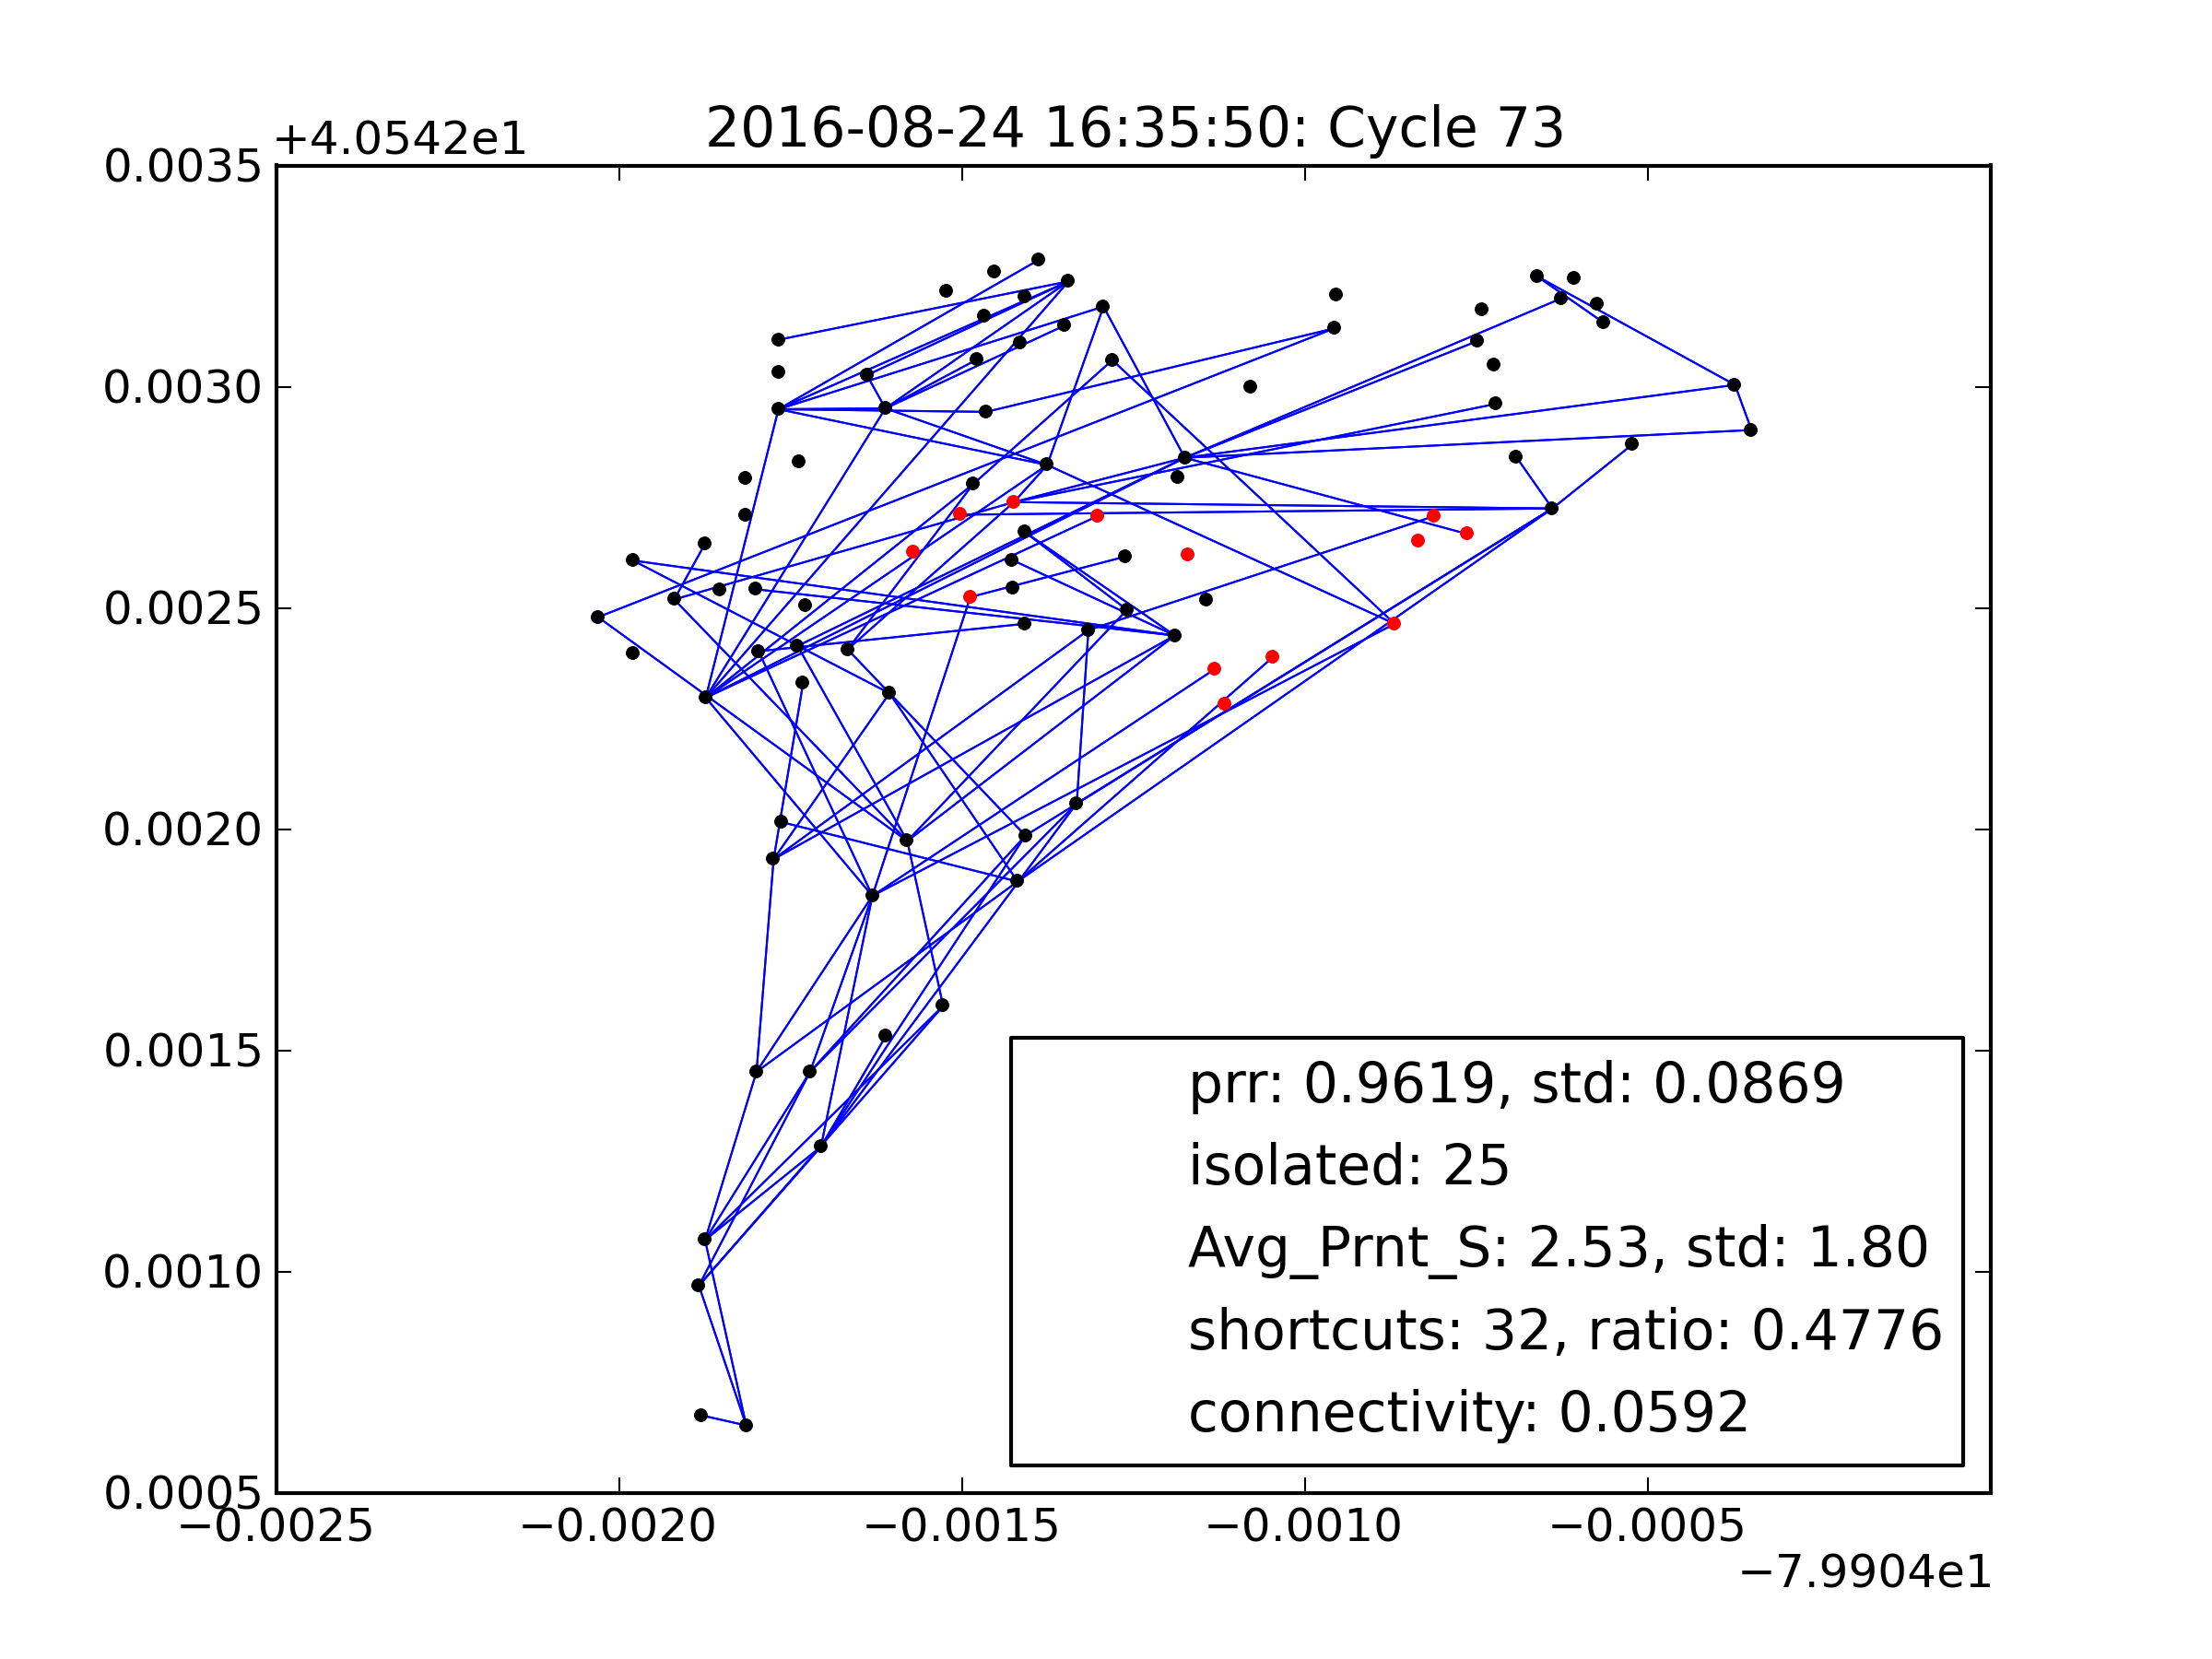 2016-08-24 16:35:50: Cycle 73
+4.0542e1
0.0035
0.0030
0.0025
0.0020
0.0015
0.0010
0.0005
prr: 0.9619, std: 0.0869
isolated: 25
Avg_Prnt_S: 2.53, std: 1.80
shortcuts: 32, ratio: 0.4776
connectivity: 0.0592
−0.0025 −0.0020 −0.0015 −0.0010 −0.0005
−7.9904e1